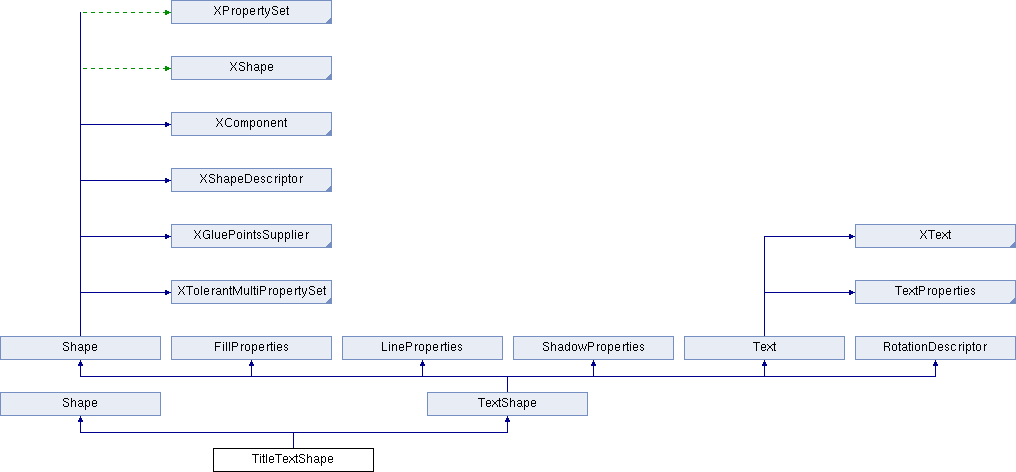 XPropertySet
XShape
XComponent
XShapeDescriptor
XGluePointsSupplier
XText
XTolerantMultiPropertySet
TextProperties
Shape
FillProperties
LineProperties
ShadowProperties
Text
RotationDescriptor
Shape
TextShape
TitleTextShape